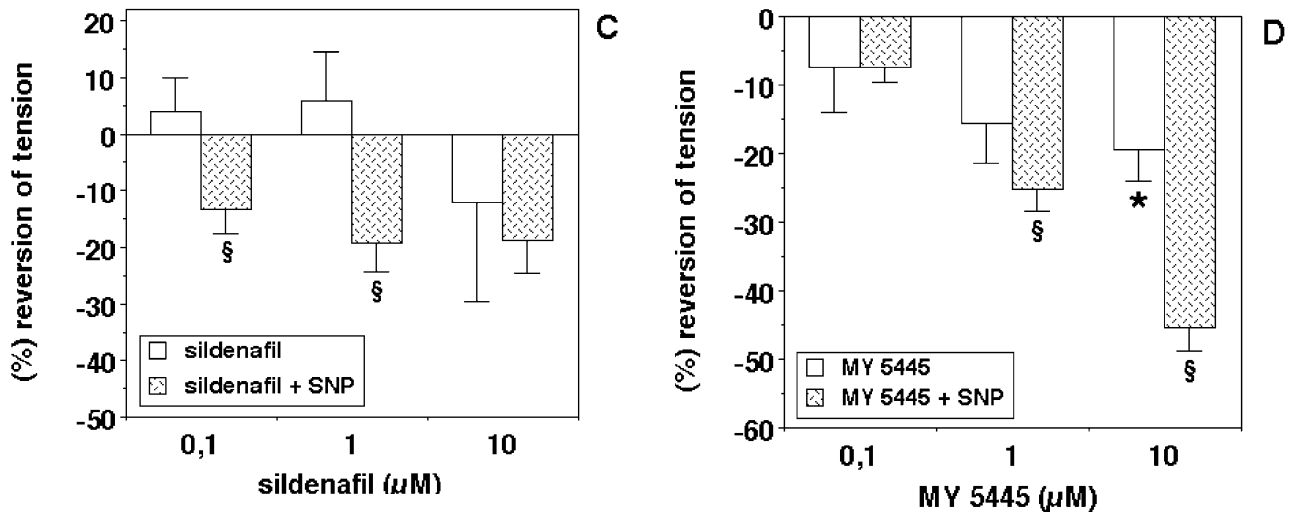 C
20
10
0
-10
-20
-30
-40
-50
(%) reversion of tension
§
§
sildenafil
sildenafil + SNP
0,1 1 10
sildenafil (µM)
D
0
-10
-20
-30
-40
-50
-60
(%) reversion of tension
§
*
§
MY 5445
MY 5445 + SNP
0,1 1 10
MY 5445 (µM)